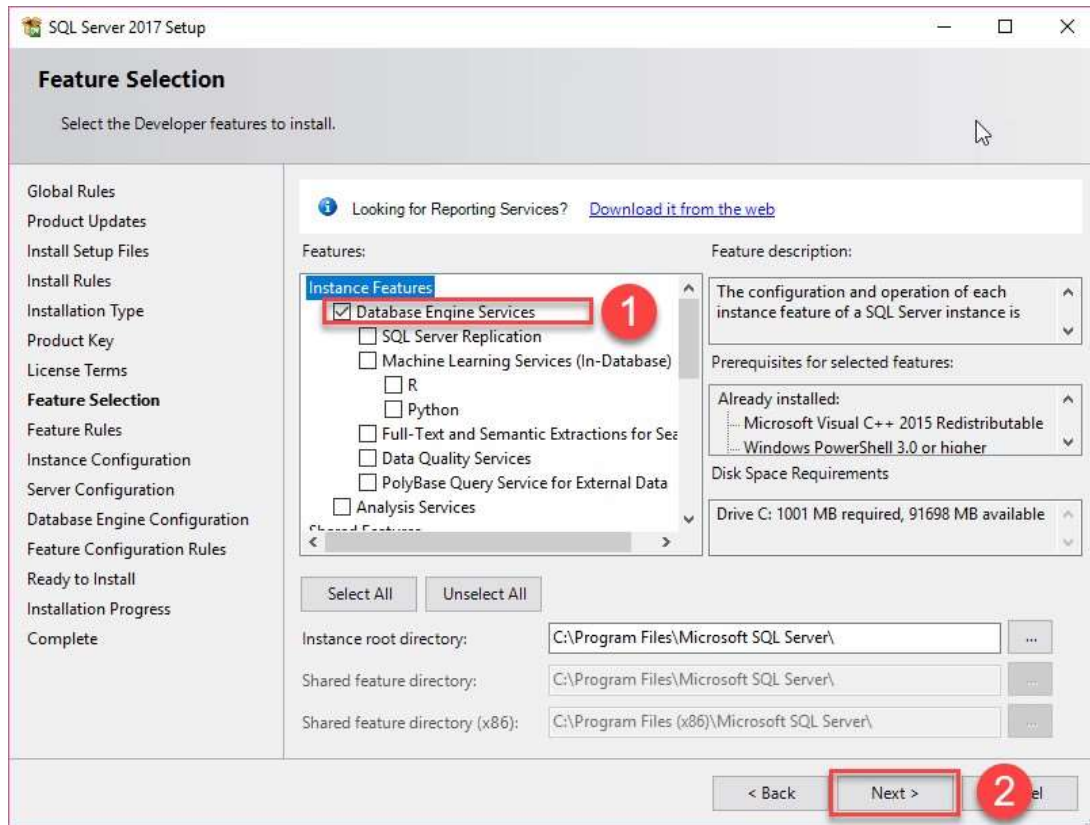 SQL Server 2017 Setup
Feature Selection
Select the Developer features to install.
Global Rules
Product Updates
Install Setup Files
Install Rules
Installation Type
Product Key
License Terms
Feature Selection
Feature Rules
Instance Configuration
Server Configuration
Database Engine Configuration
Feature Configuration Rules
Ready to Install
Installation Progress
Complete
Looking for Reporting Services? Download it from the web
Features:
Instance Features
Database Engine Services
1
SQL Server Replication
Machine Learning Services (In-Database)
R
Python
Full-Text and Semantic Extractions for Sea
Data Quality Services
PolyBase Query Service for External Data
Analysis Services
Shared Features
Feature description:
The configuration and operation of each
instance feature of a SQL Server instance is
Prerequisites for selected features:
Already installed:
Microsoft Visual C++ 2015 Redistributable
Windows PowerShell 3.0 or higher
Disk Space Requirements
Drive C: 1001 MB required, 91698 MB available
Select All
Unselect All
Instance root directory:
C:\Program Files\Microsoft SQL Server\
...
Shared feature directory:
C:\Program Files\Microsoft SQL Server\
...
Shared feature directory (x86):
C:\Program Files (x86)\Microsoft SQL Server\
...
< Back
Next >
2
el